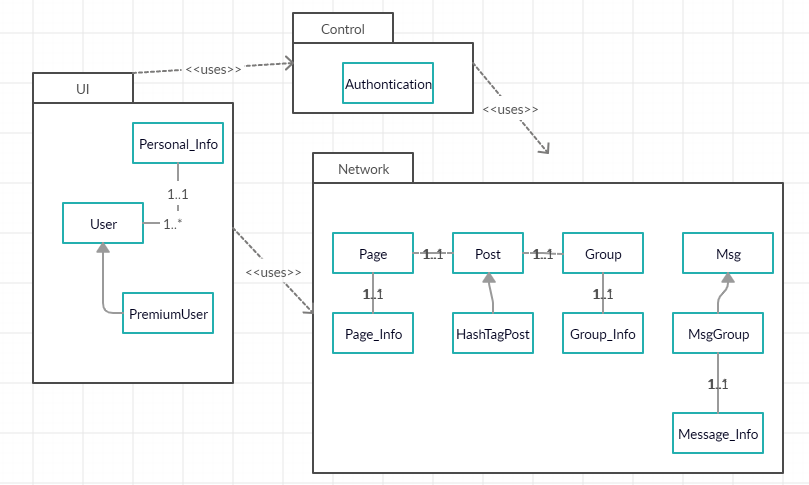 Control
<<uses>>
UI
Authontication
<<uses>>
Personal_Info
Network
1..1
User
1..*
Page
1..1
Post
1..1
Group
Msg
<<uses>>
1..1
1..1
PremiumUser
Page_Info
HashTagPost
Group_Info
MsgGroup
1..1
Message_Info